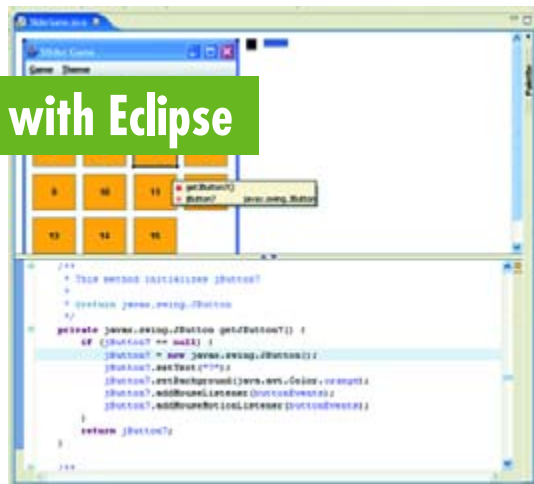 SliderGame.java
Slider Game
Game Theme
Palette
with Eclipse
9 10 11
getJButton7()
jButton7 javax.swing.JButton
13 14 15
/**
* This method initializes jButton7
*
* @return javax.swing.JButton
*/
private javax.swing.JButton getJButton7() {
if (jButton7 == null) {
jButton7 = new javax.swing.JButton();
jButton7.setText("7");
jButton7.setBackground(java.awt.Color.orange);
jButton7.addMouseListener(buttonEvents);
jButton7.addMouseMotionListener(buttonEvents);
}
return jButton7;
}
/**